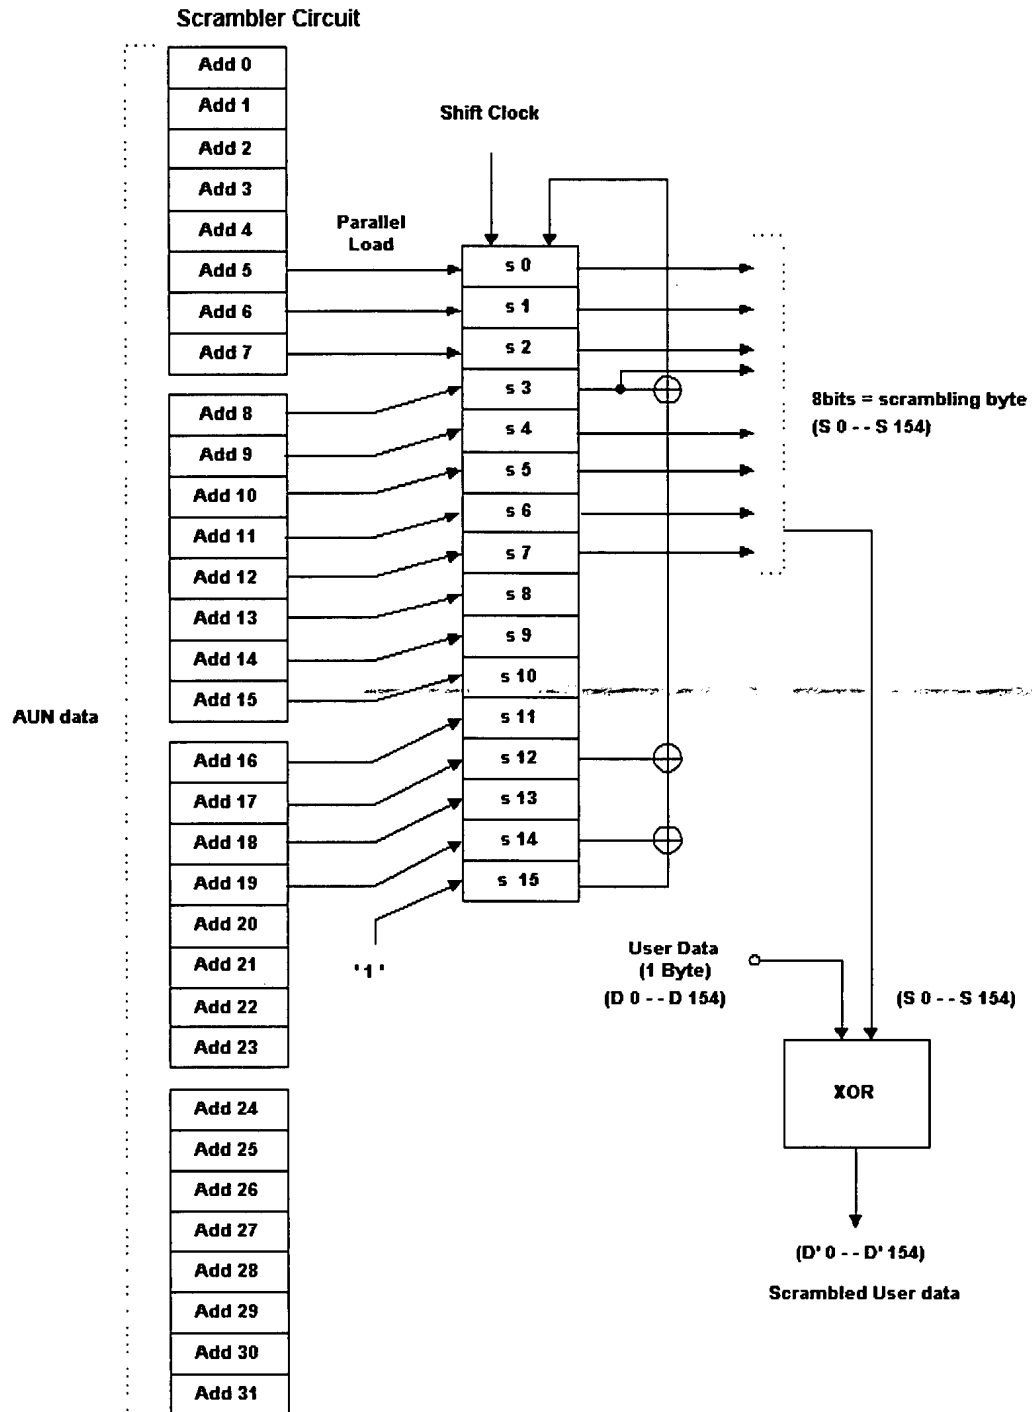 Scrambler Circuit
Add 0
Add 1
Add 2
Add 3
Add 4
Add 5
Add 6
Add 7
Add 8
Add 9
Add 10
Add 11
Add 12
Add 13
Add 14
Add 15
Add 16
Add 17
Add 18
Add 19
Add 20
Add 21
Add 22
Add 23
Add 24
Add 25
Add 26
Add 27
Add 28
Add 29
Add 30
Add 31
AUN data
Parallel
Load
Shift Clock
s 0
s 1
s 2
s 3
s 4
s 5
s 6
s 7
s 8
s 9
s 10
s 11
s 12
s 13
s 14
s 15
'1'
8bits = scrambling byte
(S 0 - - S 154)
User Data
(1 Byte)
(D 0 - - D 154)
(S 0 - - S 154)
XOR
(D' 0 - - D' 154)
Scrambled User data